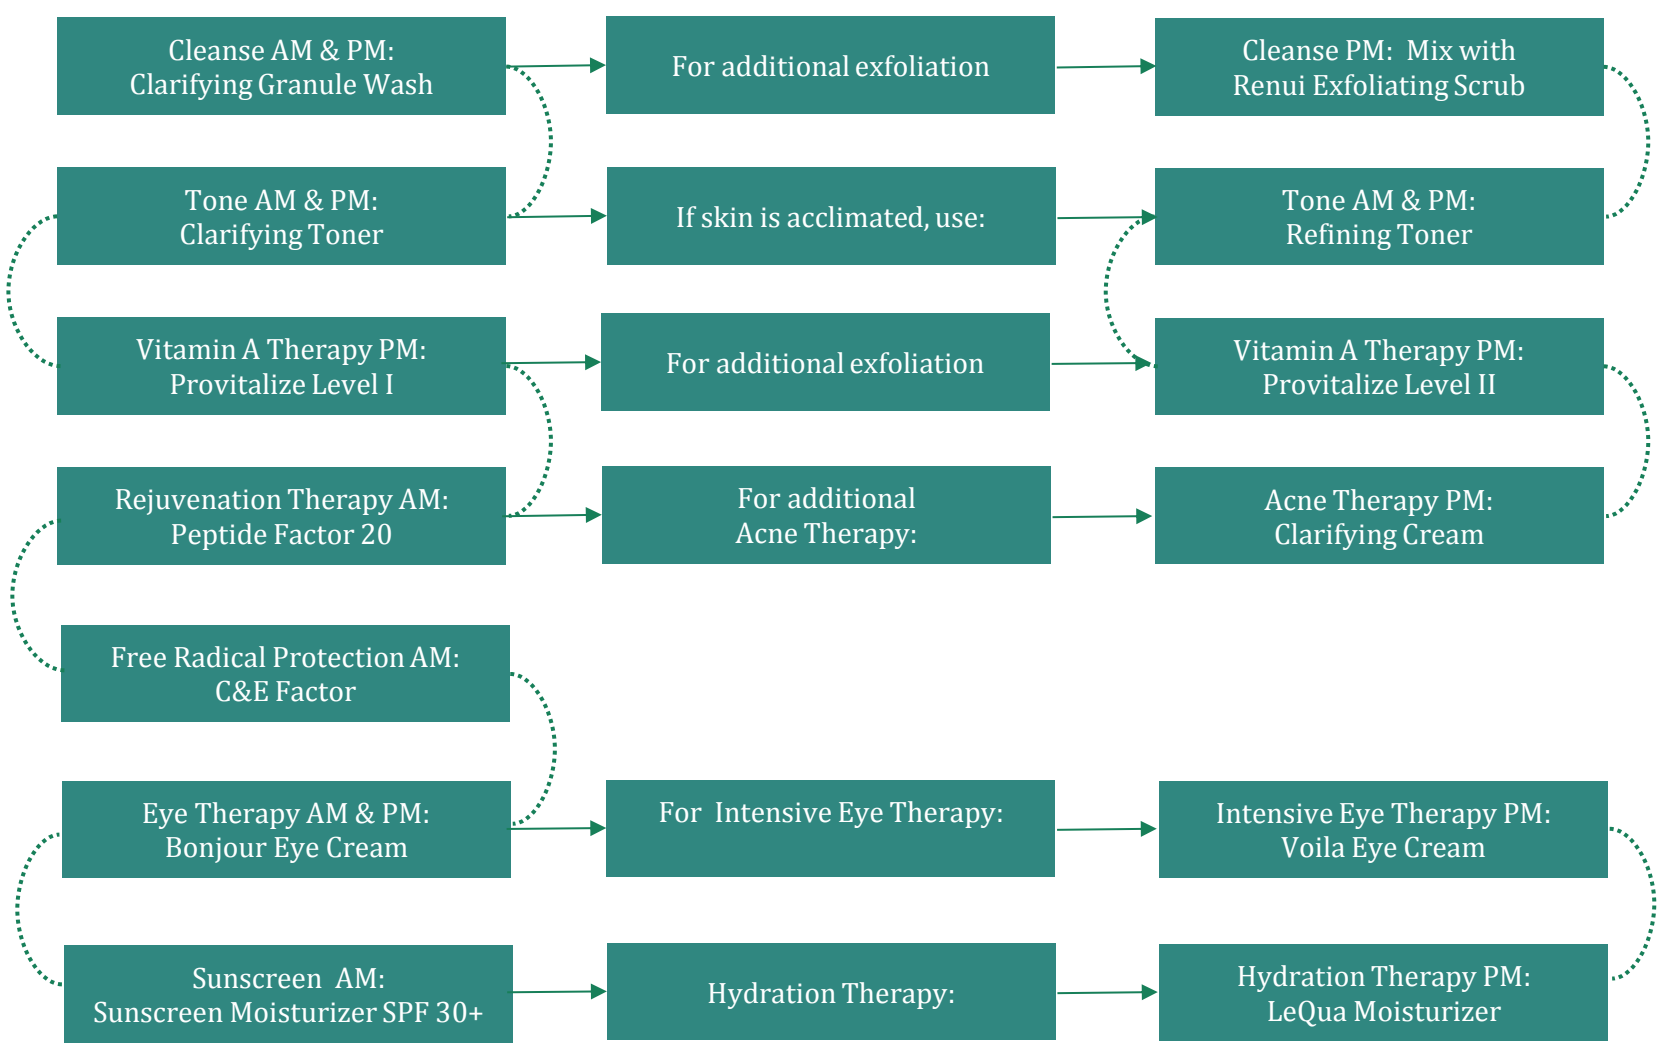 Cleanse AM & PM:
Clarifying Granule Wash
For additional exfoliation
Cleanse PM:  Mix with
Renui Exfoliating Scrub
Tone AM & PM:
Clarifying Toner
If skin is acclimated, use:
Tone AM & PM:
Refining Toner
Vitamin A Therapy PM:
Provitalize Level I
For additional exfoliation
Vitamin A Therapy PM:
Provitalize Level II
Rejuvenation Therapy AM:
Peptide Factor 20
For additional
Acne Therapy:
Acne Therapy PM:
Clarifying Cream
Free Radical Protection AM:
C&E Factor
Eye Therapy AM & PM:
Bonjour Eye Cream
For  Intensive Eye Therapy:
Intensive Eye Therapy PM:
Voila Eye Cream
Sunscreen  AM:
Sunscreen Moisturizer SPF 30+
Hydration Therapy:
Hydration Therapy PM:
LeQua Moisturizer